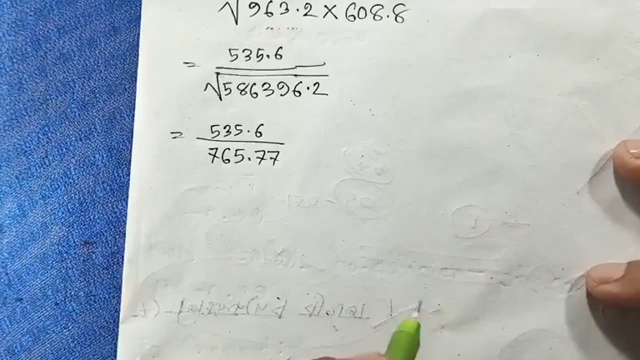 √963.2 × 608.8
= 535.6
√586396.2
= 535.6
765.77